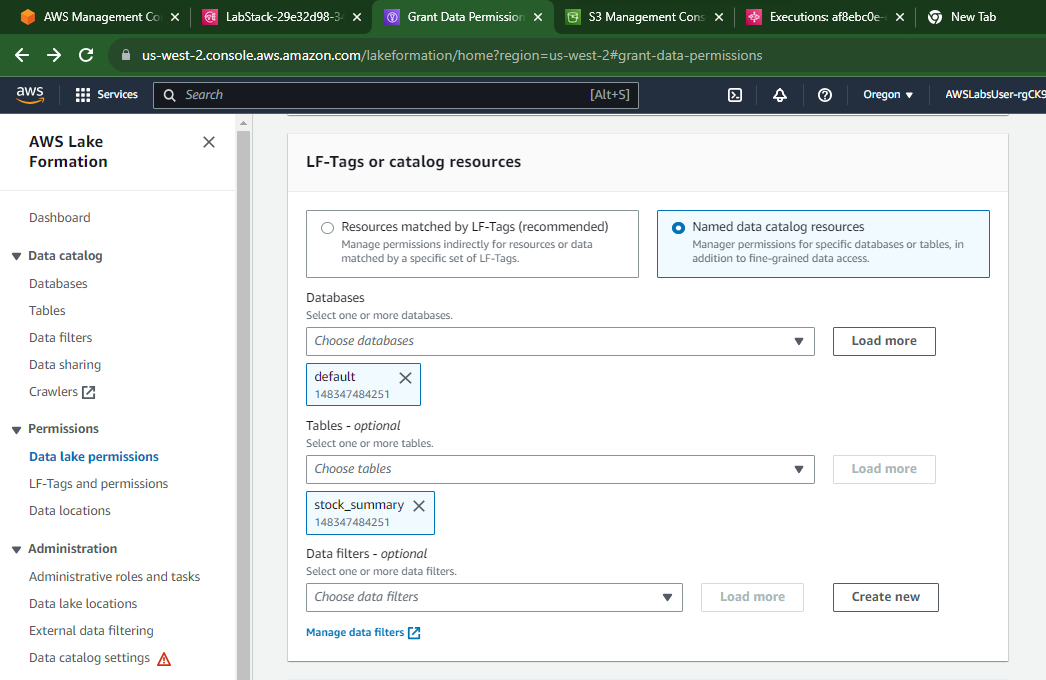 AWS Management Co
LabStack-29e32d98-34
Grant Data Permission
S3 Management Cons
Executions: af8ebc0e-
New Tab
us-west-2.console.aws.amazon.com/lakeformation/home?region=us-west-2#grant-data-permissions
aws
Services
Search
[Alt+S]
Oregon
AWSLabsUser-rgCK9
AWS Lake
Formation
Dashboard
Data catalog
Databases
Tables
Data filters
Data sharing
Crawlers
Permissions
Data lake permissions
LF-Tags and permissions
Data locations
Administration
Administrative roles and tasks
Data lake locations
External data filtering
Data catalog settings
LF-Tags or catalog resources
Resources matched by LF-Tags (recommended)
Manage permissions indirectly for resources or data
matched by a specific set of LF-Tags.
Named data catalog resources
Manager permissions for specific databases or tables, in
addition to fine-grained data access.
Databases
Select one or more databases.
Choose databases
Load more
default
148347484251
Tables - optional
Select one or more tables.
Choose tables
Load more
stock_summary
148347484251
Data filters - optional
Select one or more data filters.
Choose data filters
Load more
Create new
Manage data filters